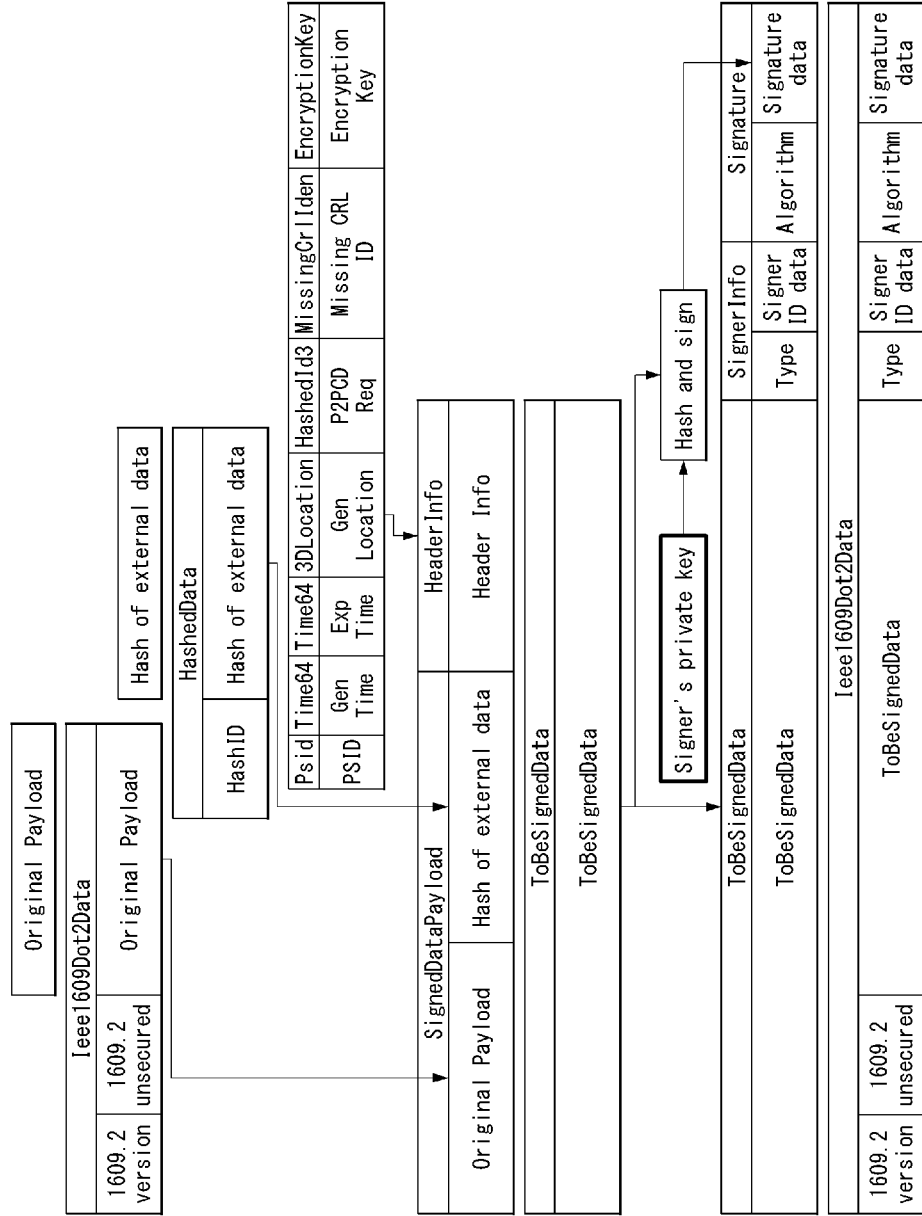 Original Payload
Ieee1609Dot2Data
1609.2
version
1609.2
unsecured
Original Payload
Hash of external data
HashedData
HashID
Hash of external data
Psid
Time64
Time64
3DLocation
HashedId3
MissingCrlIden
EncryptionKey
PSID
Gen
Time
Exp
Time
Gen
Location
P2PCD
Req
Missing CRL
ID
Encryption
Key
SignedDataPayload
HeaderInfo
Original Payload
Hash of external data
Header Info
ToBeSignedData
ToBeSignedData
Signer's private key
Hash and sign
ToBeSignedData
SignerInfo
Signature
ToBeSignedData
Type
Signer
ID data
Algorithm
Signature
data
Ieee1609Dot2Data
1609.2
version
1609.2
unsecured
ToBeSignedData
Type
Signer
ID data
Algorithm
Signature
data